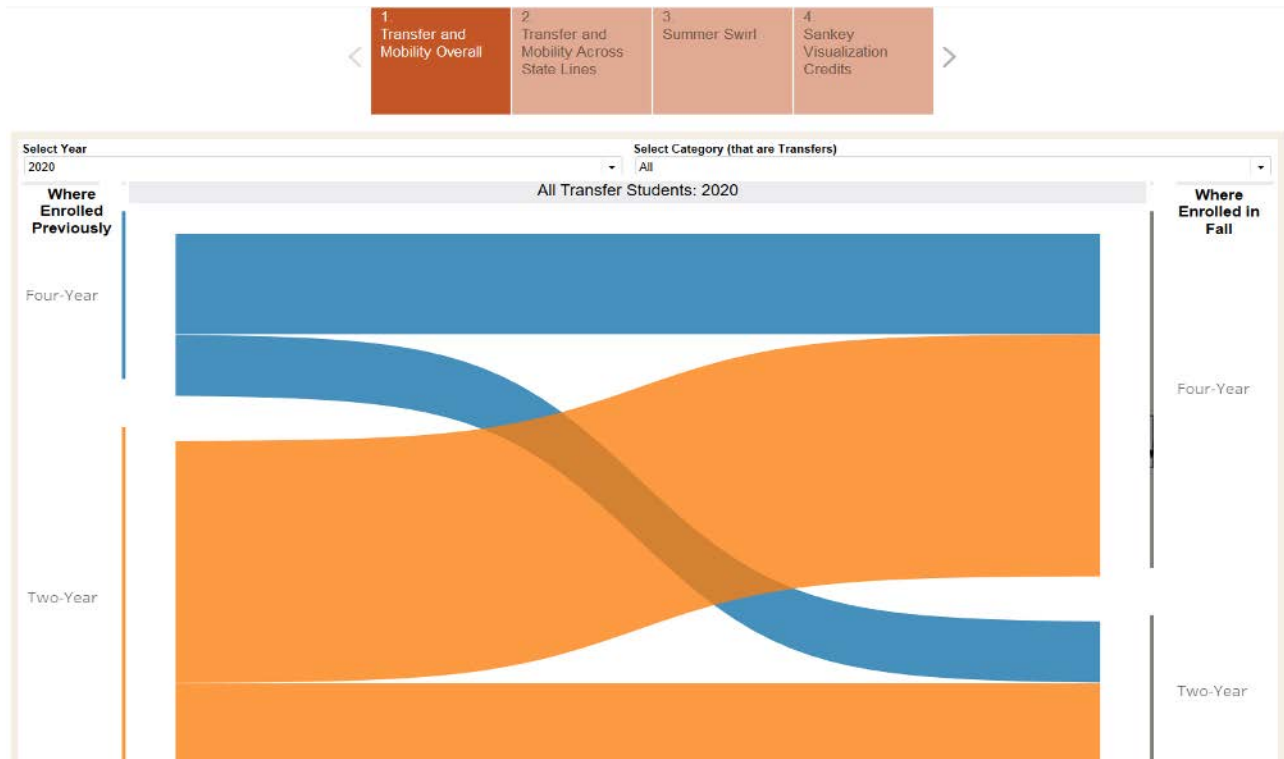 1.
Transfer and
Mobility Overall
2.
Transfer and
Mobility Across
State Lines
3.
Summer Swirl
4.
Sankey
Visualization
Credits
Select Year
2020
Select Category (that are Transfers)
All
Where
Enrolled
Previously
All Transfer Students: 2020
Where
Enrolled in
Fall
Four-Year
Four-Year
Two-Year
Two-Year